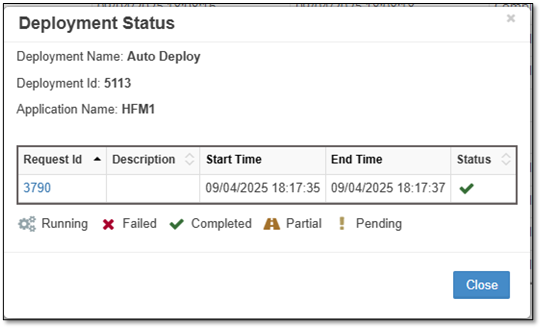 Deployment Status
×
Deployment Name: Auto Deploy
Deployment Id: 5113
Application Name: HFM1
Request Id Description Start Time End Time Status
3790 09/04/2025 18:17:35 09/04/2025 18:17:37
Running Failed Completed Partial Pending
Close